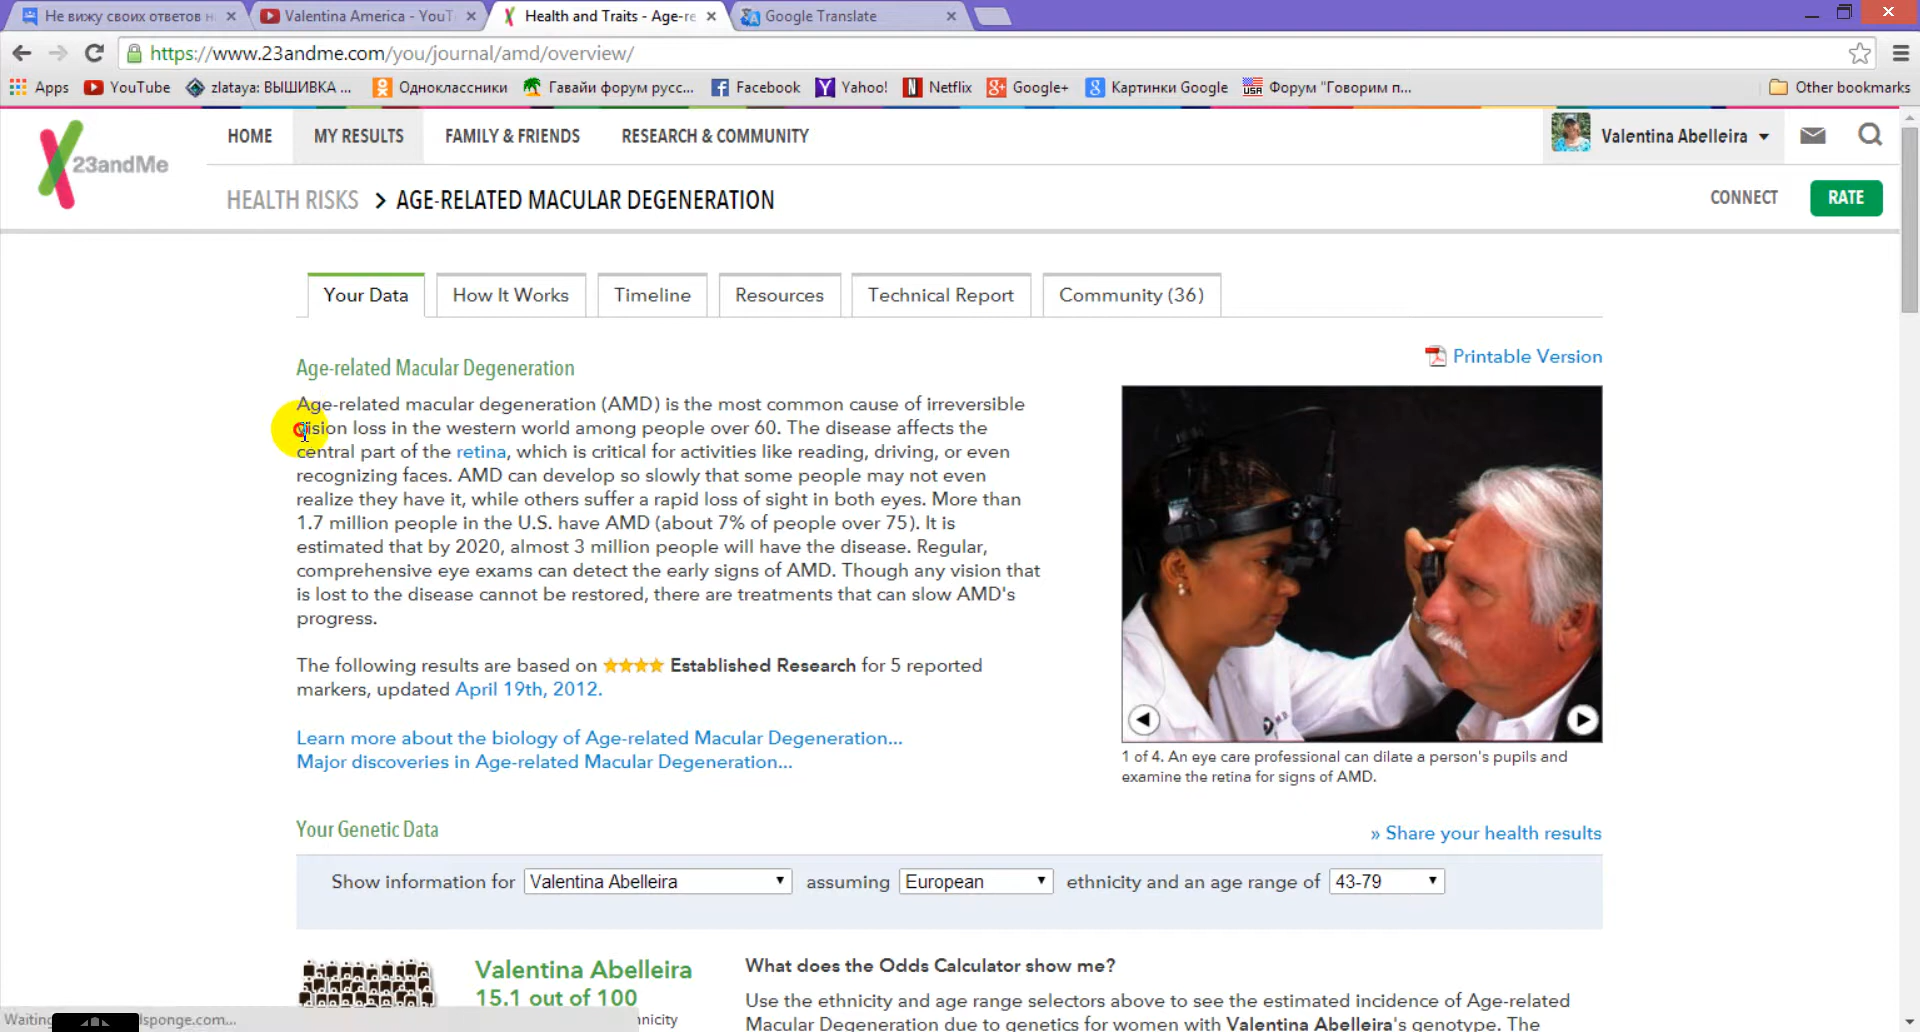 Не вижу своих ответов н
Valentina America - YouT
Health and Traits - Age-re
Google Translate
https://www.23andme.com/you/journal/amd/overview/
Apps
YouTube
zlataya: ВЫШИВКА ...
Одноклассники
Гавайи форум русс...
Facebook
Yahoo!
Netflix
Google+
Картинки Google
Форум "Говорим п...
Other bookmarks
23andMe
HOME
MY RESULTS
FAMILY & FRIENDS
RESEARCH & COMMUNITY
Valentina Abelleira
HEALTH RISKS > AGE-RELATED MACULAR DEGENERATION
CONNECT
RATE
Your Data
How It Works
Timeline
Resources
Technical Report
Community (36)
Age-related Macular Degeneration
Printable Version
Age-related macular degeneration (AMD) is the most common cause of irreversible
vision loss in the western world among people over 60. The disease affects the
central part of the retina, which is critical for activities like reading, driving, or even
recognizing faces. AMD can develop so slowly that some people may not even
realize they have it, while others suffer a rapid loss of sight in both eyes. More than
1.7 million people in the U.S. have AMD (about 7% of people over 75). It is
estimated that by 2020, almost 3 million people will have the disease. Regular,
comprehensive eye exams can detect the early signs of AMD. Though any vision that
is lost to the disease cannot be restored, there are treatments that can slow AMD's
progress.
The following results are based on ★★★★ Established Research for 5 reported
markers, updated April 19th, 2012.
Learn more about the biology of Age-related Macular Degeneration...
Major discoveries in Age-related Macular Degeneration...
1 of 4. An eye care professional can dilate a person's pupils and
examine the retina for signs of AMD.
Your Genetic Data
» Share your health results
Show information for Valentina Abelleira assuming European ethnicity and an age range of 43-79
Valentina Abelleira
15.1 out of 100
What does the Odds Calculator show me?
Use the ethnicity and age range selectors above to see the estimated incidence of Age-related
Macular Degeneration due to genetics for women with Valentina Abelleira's genotype. The